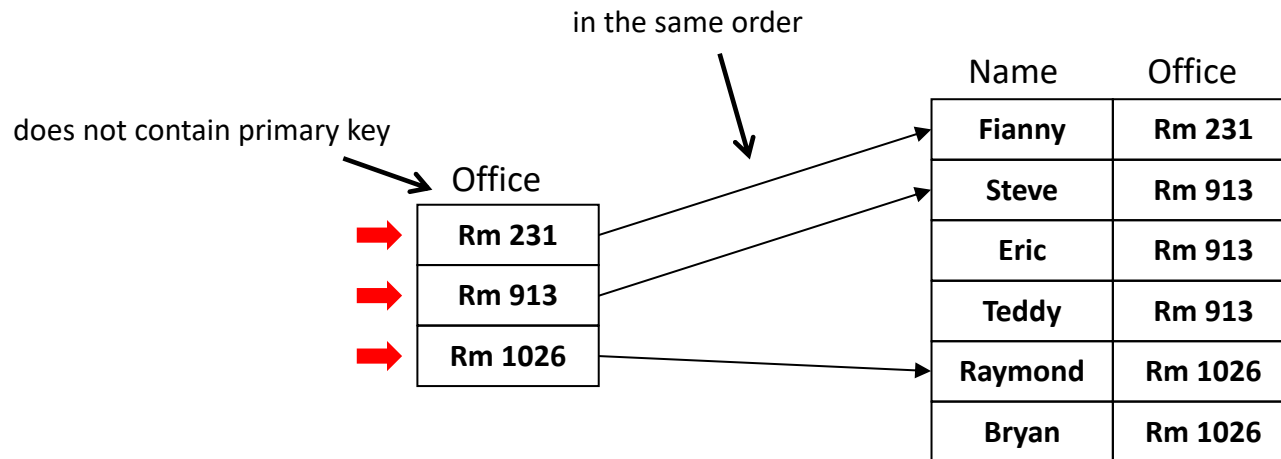 in the same order
does not contain primary key
Office
Rm 231
Rm 913
Rm 1026
Name Office
Fianny Rm 231
Steve Rm 913
Eric Rm 913
Teddy Rm 913
Raymond Rm 1026
Bryan Rm 1026